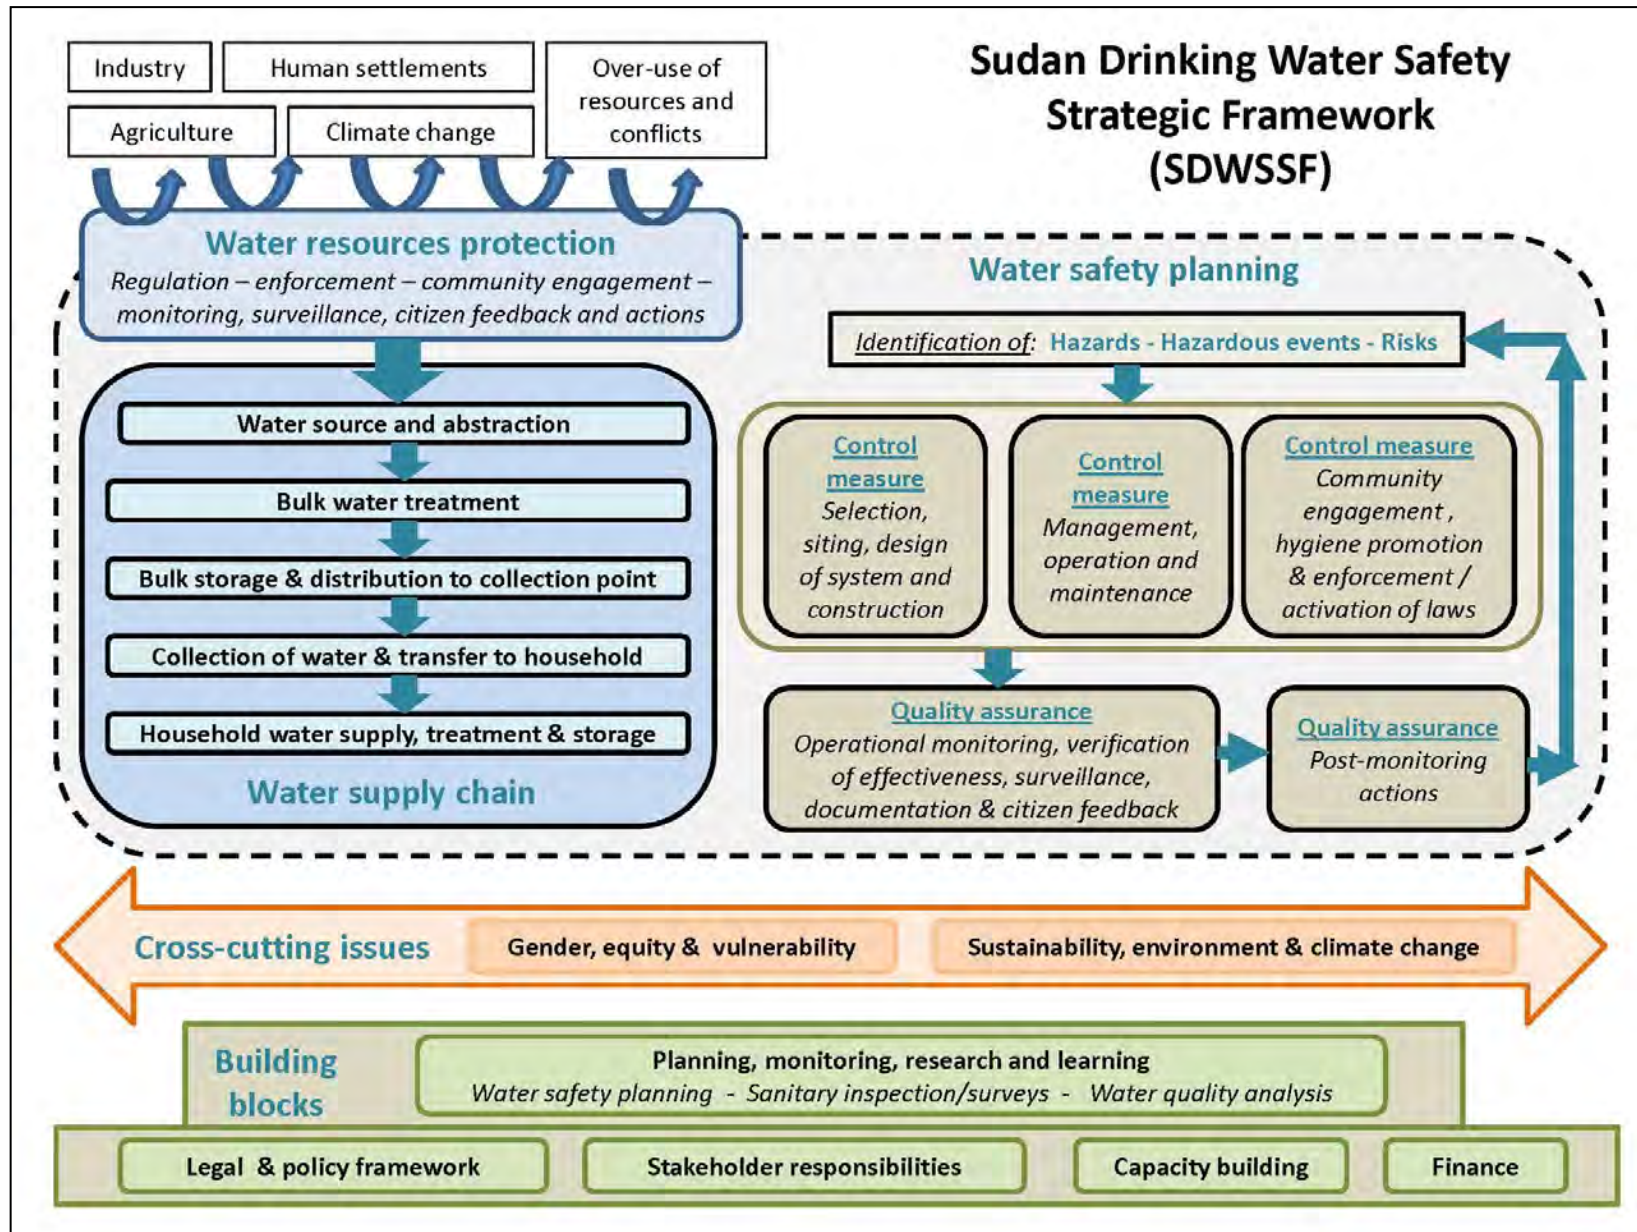 Sudan Drinking Water Safety
Strategic Framework
(SDWSSF)
Industry
Human settlements
Over-use of
resources and
conflicts
Agriculture
Climate change
Water resources protection
Regulation – enforcement – community engagement –
monitoring, surveillance, citizen feedback and actions
Water source and abstraction
Bulk water treatment
Bulk storage & distribution to collection point
Collection of water & transfer to household
Household water supply, treatment & storage
Water supply chain
Water safety planning
Identification of: Hazards - Hazardous events - Risks
Control
measure
Selection,
siting, design
of system and
construction
Control
measure
Management,
operation and
maintenance
Control measure
Community
engagement ,
hygiene promotion
& enforcement /
activation of laws
Quality assurance
Operational monitoring, verification
of effectiveness, surveillance,
documentation & citizen feedback
Quality assurance
Post-monitoring
actions
Cross-cutting issues
Gender, equity & vulnerability
Sustainability, environment & climate change
Building
blocks
Planning, monitoring, research and learning
Water safety planning - Sanitary inspection/surveys - Water quality analysis
Legal & policy framework
Stakeholder responsibilities
Capacity building
Finance